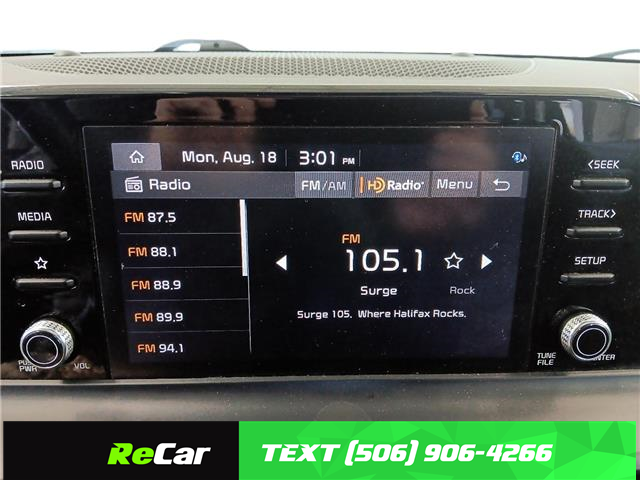 RADIO
MEDIA
Mon, Aug. 18 3:01 PM
Radio FM/AM HD Radio Menu
FM 87.5
FM 88.1
FM 88.9
FM 89.9
FM 94.1
FM
105.1
Surge Rock
Surge 105, Where Halifax Rocks.
<SEEK
TRACK>
SETUP
PWR VOL
TUNE
FILE
ReCar TEXT (506) 906-4266